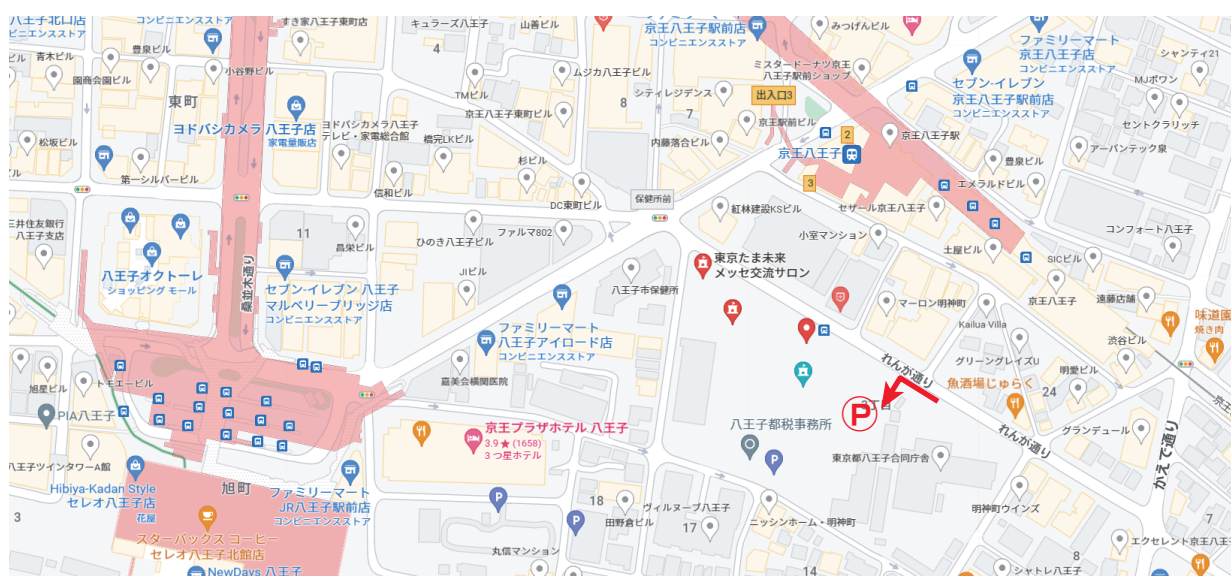 八王子北口店
コンビニエンスストア
ビル
青木ビル
園商会園ビル
豊泉ビル
小谷野ビル
すき家八王子東町店
キュラーズ八王子
山善ビル
4
東町
ヨドバシカメラ 八王子店
家電量販店
ヨドバシカメラ八王子
テレビ・家電総合館
橋完LKビル
TMビル
京王八王子東町ビル
ムジカ八王子ビル
8
シティレジデンス
7
内藤落合ビル
ファミリーマート
京王八王子駅前店
コンビニエンスストア
みつげんビル
ミスタードーナツ京王
八王子駅前ショップ
出入口3
京王駅前ビル
2
京王八王子
3
京王八王子駅
セブン-イレブン
京王八王子駅前店
コンビニエンスストア
ファミリーマート
京王八王子店
コンビニエンスストア
シャンティ21
MJポワン
セントクラリッチ
アーバンテック泉
豊泉ビル
エメラルドビル
松坂ビル
第一シルバービル
信和ビル
杉ビル
DC東町ビル
保健所前
紅林建設KSビル
セザール京王八王子
小室マンション
土屋ビル
SICビル
コンフォート八王子
三井住友銀行
八王子支店
八王子オクトーレ
ショッピング モール
桑並木通り
11
昌栄ビル
ひのき八王子ビル
ファルマ802
JIビル
八王子市保健所
東京たま未来
メッセ交流サロン
セブン-イレブン 八王子
マルベリーブリッジ店
コンビニエンスストア
ファミリーマート
八王子アイロード店
コンビニエンスストア
マーロン明神町
京王八王子
遠藤店舗
味道園
焼き肉
Kailua Villa
渋谷ビル
れんが通り
グリーングレイズU
明愛ビル
24
魚酒場じゅらく
旭星ビル
トモエービル
PIA八王子
嘉美会横関医院
京王プラザホテル 八王子
3.9★(1658)
3 つ星ホテル
P
2丁目
八王子都税事務所
P
れんが通り
グランデュール
かえで通り
京王
東京都八王子合同庁舎
八王子ツインタワーA館
Hibiya-Kadan Style
セレオ八王子店
花屋
旭町
ファミリーマート
JR八王子駅前店
コンビニエンスストア
3
スターバックス コーヒー
セレオ八王子北館店
NewDays 八王子
P
P
18
田野倉ビル
ヴィルヌーブ八王子
17
ニッシンホーム・明神町
明神町ウインズ
7
エクセレント京王八王子
丸信マンション
14
8
シャトレ八王子